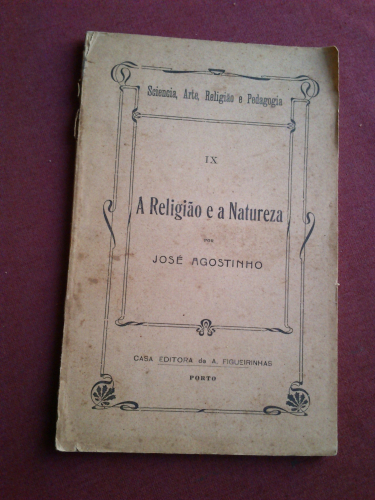 Sciencia, Arte, Religião e Pedagogia
IX
A Religião e a Natureza
POR
JOSÉ AGOSTINHO
CASA EDITORA de A. FIGUEIRINHAS
PORTO